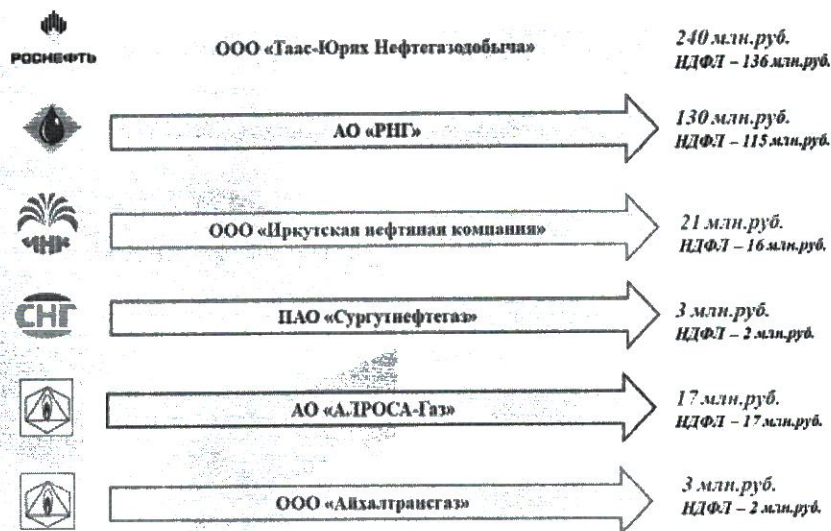 РОСНЕФТЬ
ООО «Таас-Юрях Нефтегазодобыча»
240 млн.руб.
НДФЛ – 136 млн.руб.
АО «РНГ»
130 млн.руб.
НДФЛ – 115 млн.руб.
ИНК
ООО «Иркутская нефтяная компания»
21 млн.руб.
НДФЛ – 16 млн.руб.
СНГ
ПАО «Сургутнефтегаз»
3 млн.руб.
НДФЛ – 2 млн.руб.
АО «АЛРОСА-Газ»
17 млн.руб.
НДФЛ – 17 млн.руб.
ООО «Айхалтрансгаз»
3 млн.руб.
НДФЛ – 2 млн.руб.